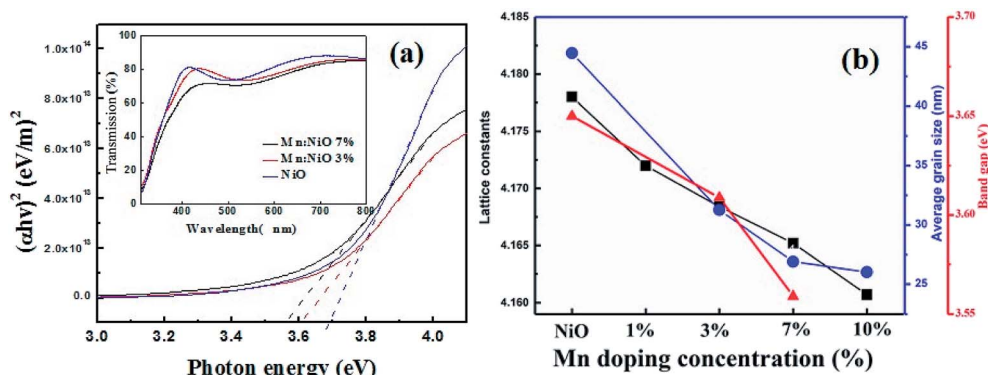 (a)
(αhν)² (eV/m)²
1.0x10¹⁴
8.0x10¹³
6.0x10¹³
4.0x10¹³
2.0x10¹³
0.0
3.0 3.2 3.4 3.6 3.8 4.0
Photon energy (eV)
Transmission (%)
100
80
60
40
20
0
400 500 600 700 800
Wavelength( nm)
Mn:NiO 7%
Mn:NiO 3%
NiO
(b)
Lattice constants
4.185
4.180
4.175
4.170
4.165
4.160
NiO 1% 3% 7% 10%
Mn doping concentration (%)
Average grain size (nm)
45
40
35
30
25
Band gap (eV)
3.70
3.65
3.60
3.55